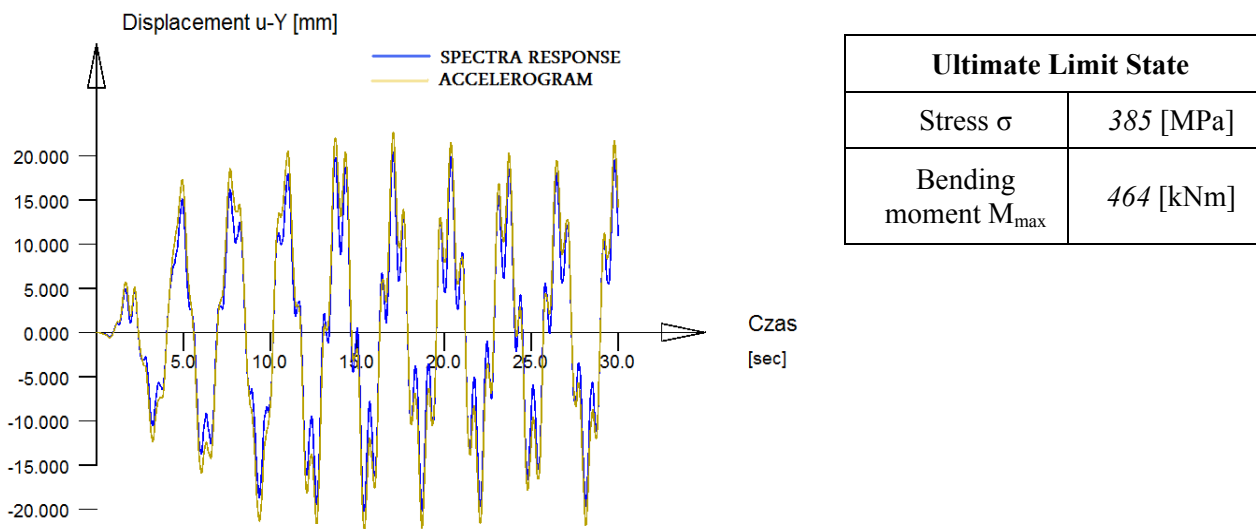 Displacement u-Y [mm]
SPECTRA RESPONSE
ACCELEROGRAM
20.000
15.000
10.000
5.000
0.000
-5.000
-10.000
-15.000
-20.000
5.0
10.0
15.0
20.0
25.0
30.0
Czas
[sec]
Ultimate Limit State
Stress σ 385 [MPa]
Bending
moment Mmax 464 [kNm]